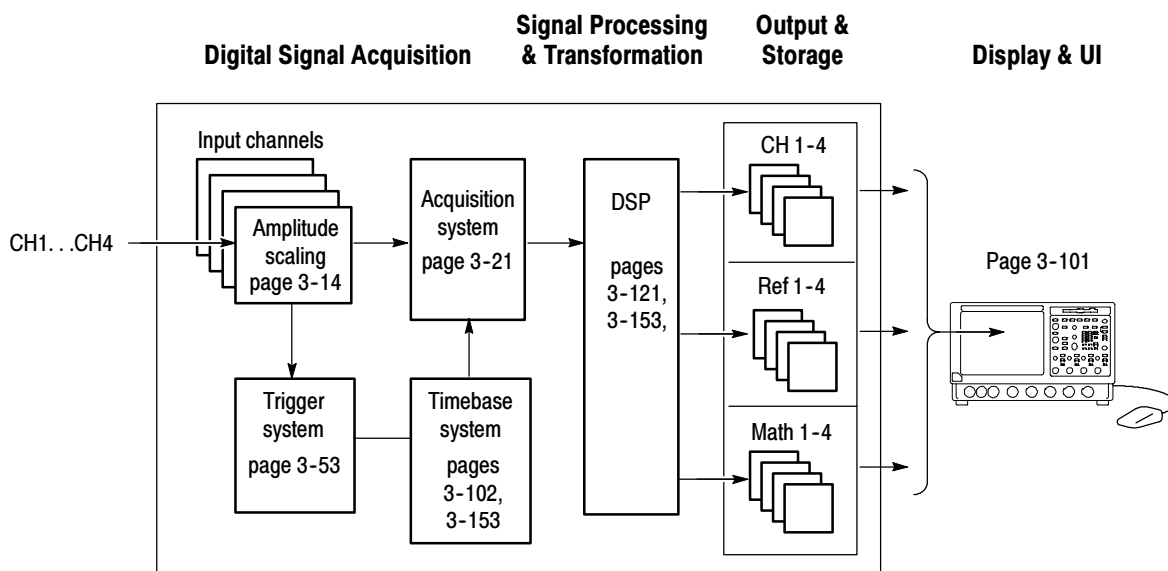 Digital Signal Acquisition
Signal Processing
& Transformation
Output &
Storage
Display & UI
Input channels
CH1. . .CH4
Amplitude
scaling
page 3-14
Acquisition
system
page 3-21
Trigger
system
page 3-53
Timebase
system
pages
3-102,
3-153
DSP
pages
3-121,
3-153,
CH 1-4
Ref 1-4
Math 1-4
Page 3-101